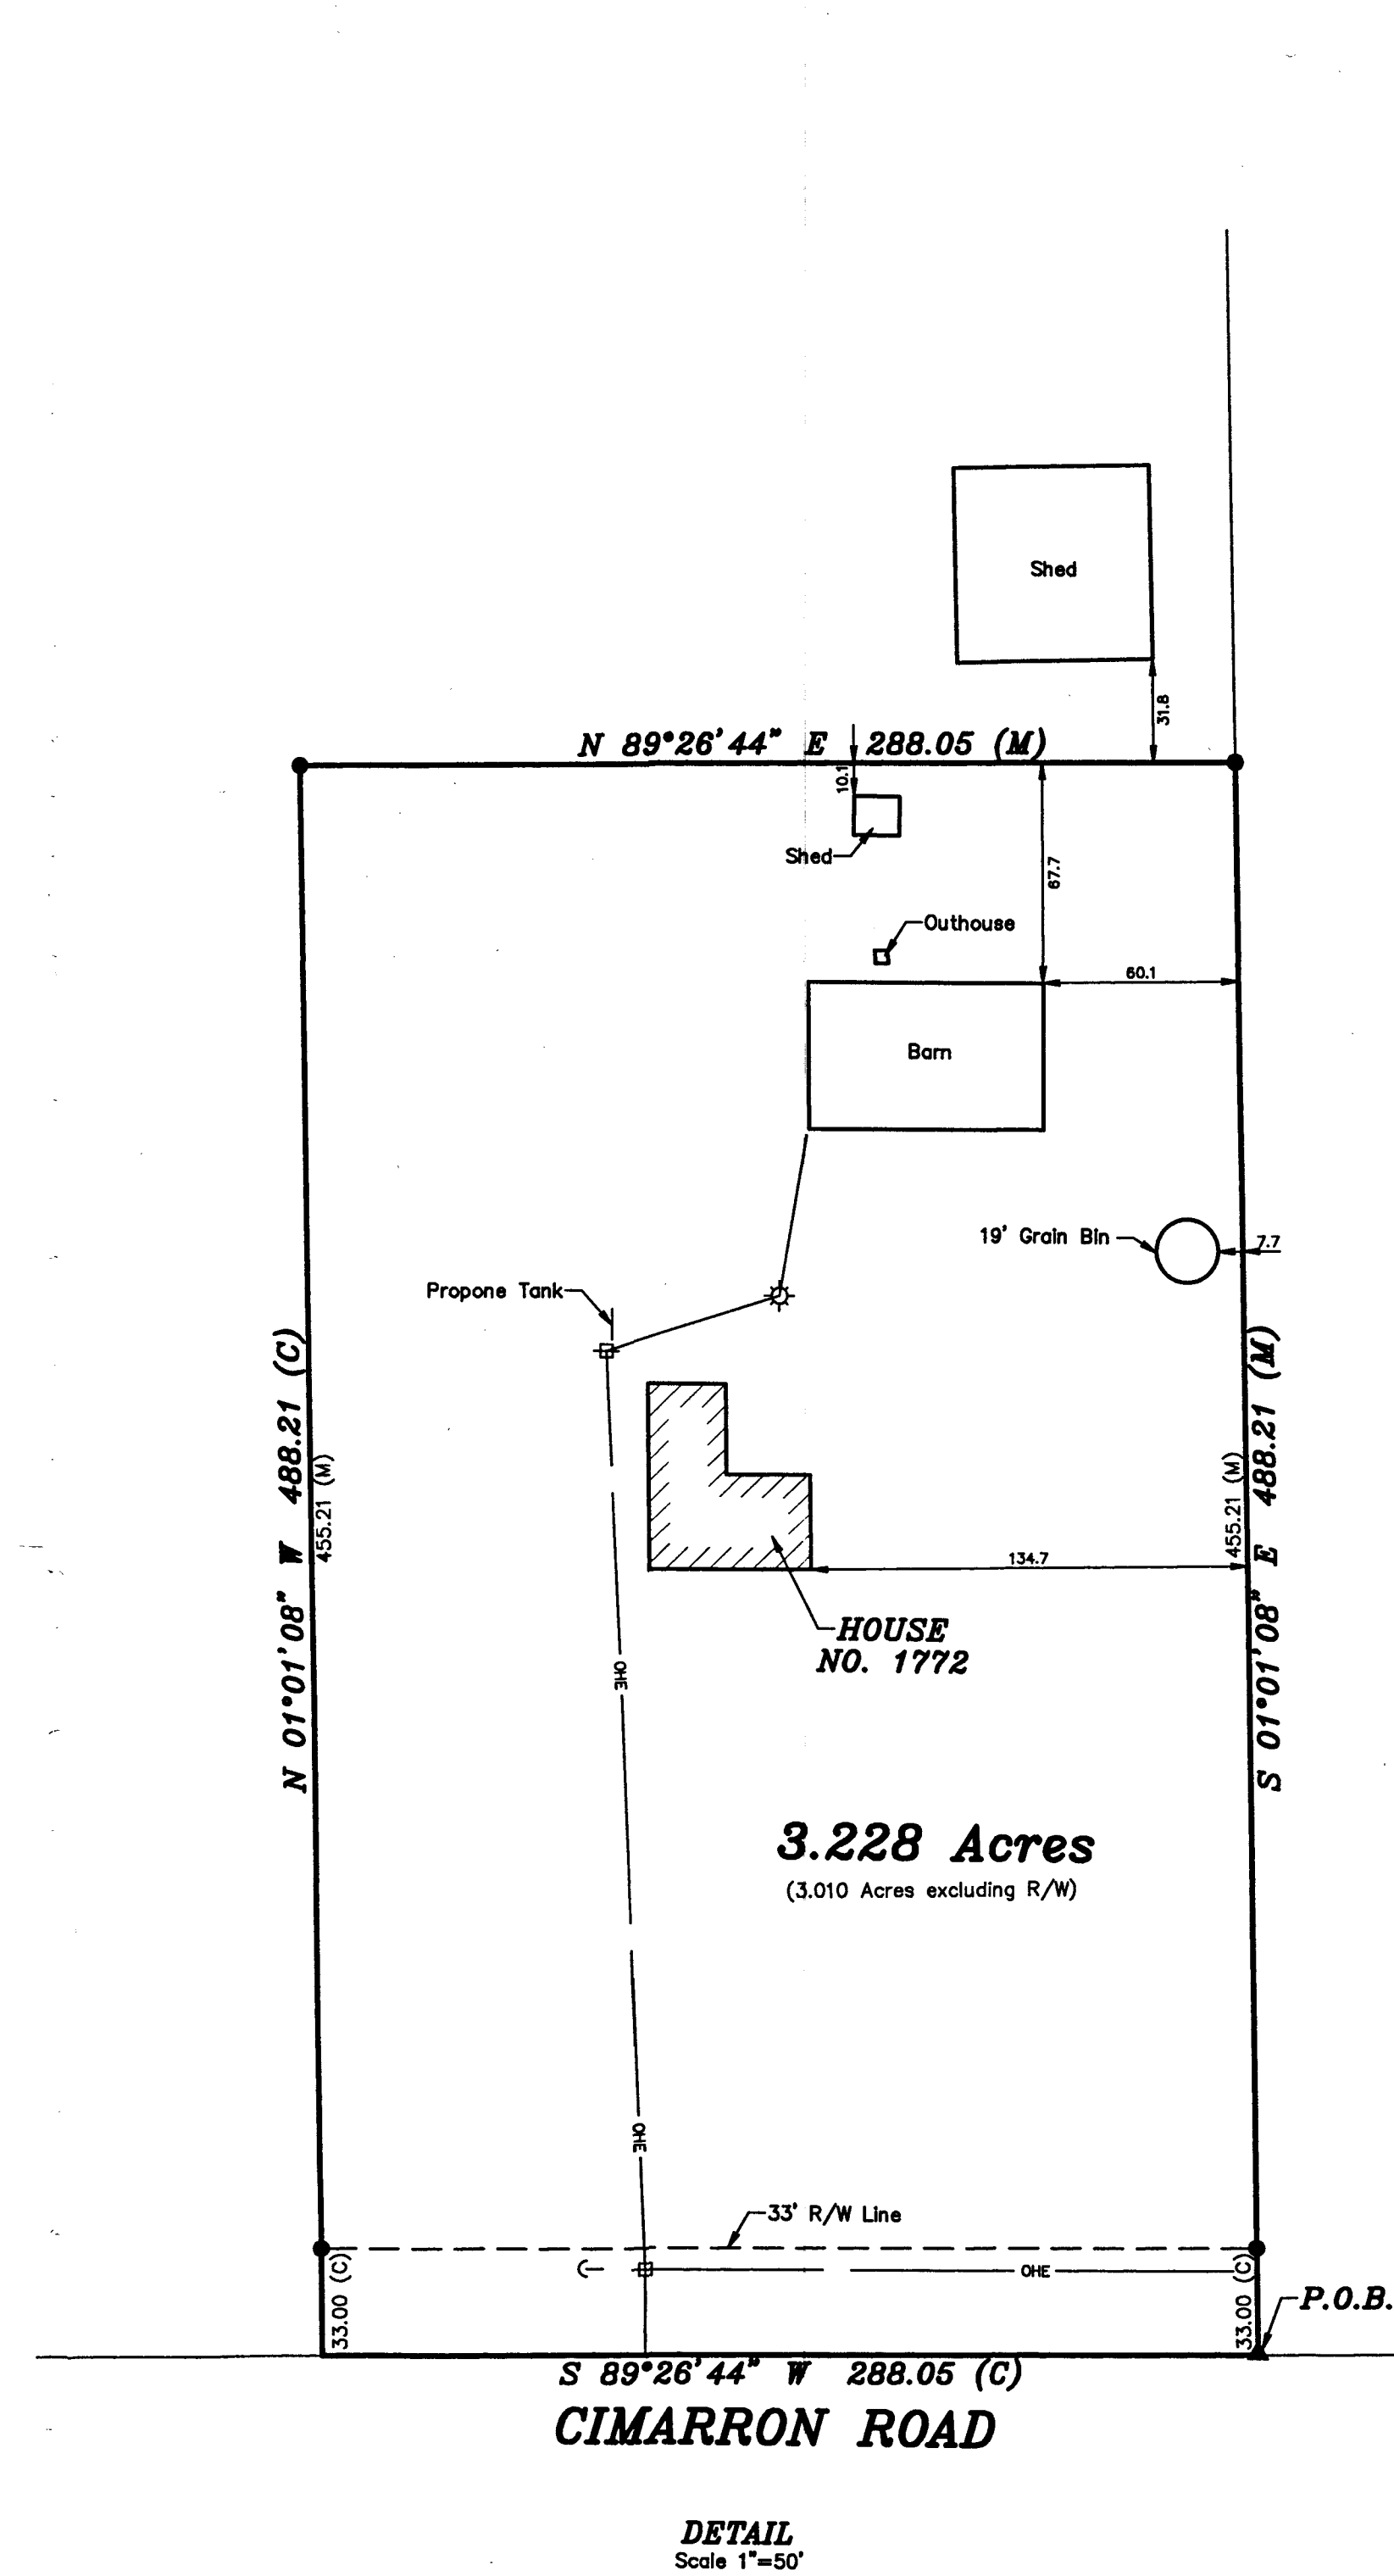 Shed
31.8
N 89°26'44" E 288.05 (M)
10.1
Shed
67.7
Outhouse
60.1
Barn
19' Grain Bin
7.7
Propone Tank
N 01°01'08" W 488.21 (C)
455.21 (M)
455.21 (M)
S 01°01'08" E 488.21 (M)
134.7
HOUSE
NO. 1772
OHE
3.228 Acres
(3.010 Acres excluding R/W)
OHE
33' R/W Line
OHE
33.00 (C)
33.00 (C)
P.O.B.
S 89°26'44" W 288.05 (C)
CIMARRON ROAD
DETAIL
Scale 1"=50'